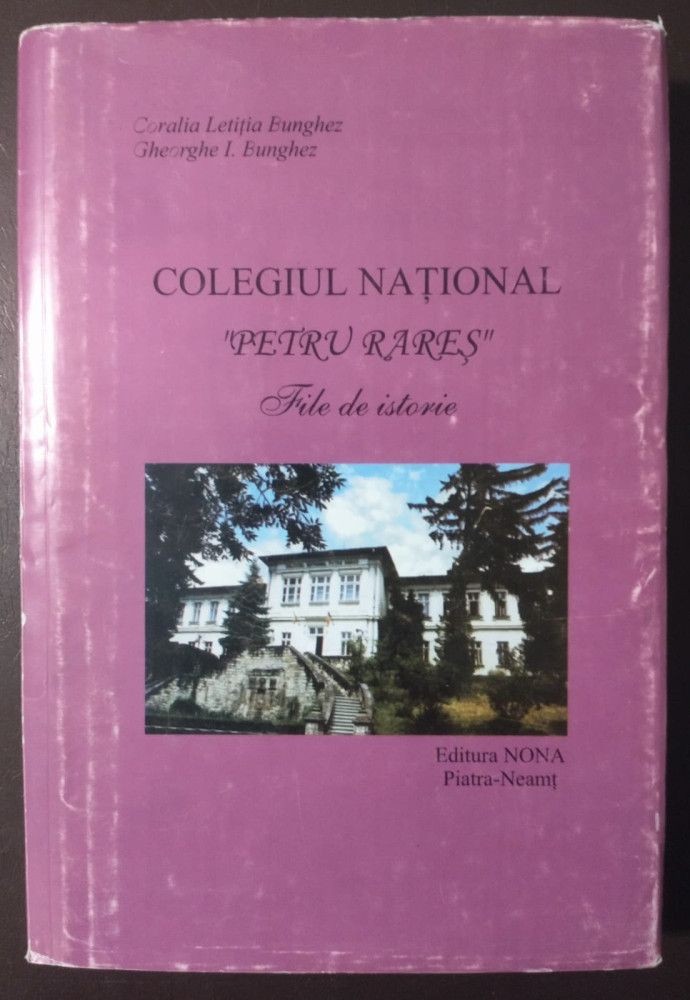 Coralia Letiția Bunghez
Gheorghe I. Bunghez
COLEGIUL NAȚIONAL
"PETRU RAREȘ"
File de istorie
Editura NONA
Piatra-Neamț